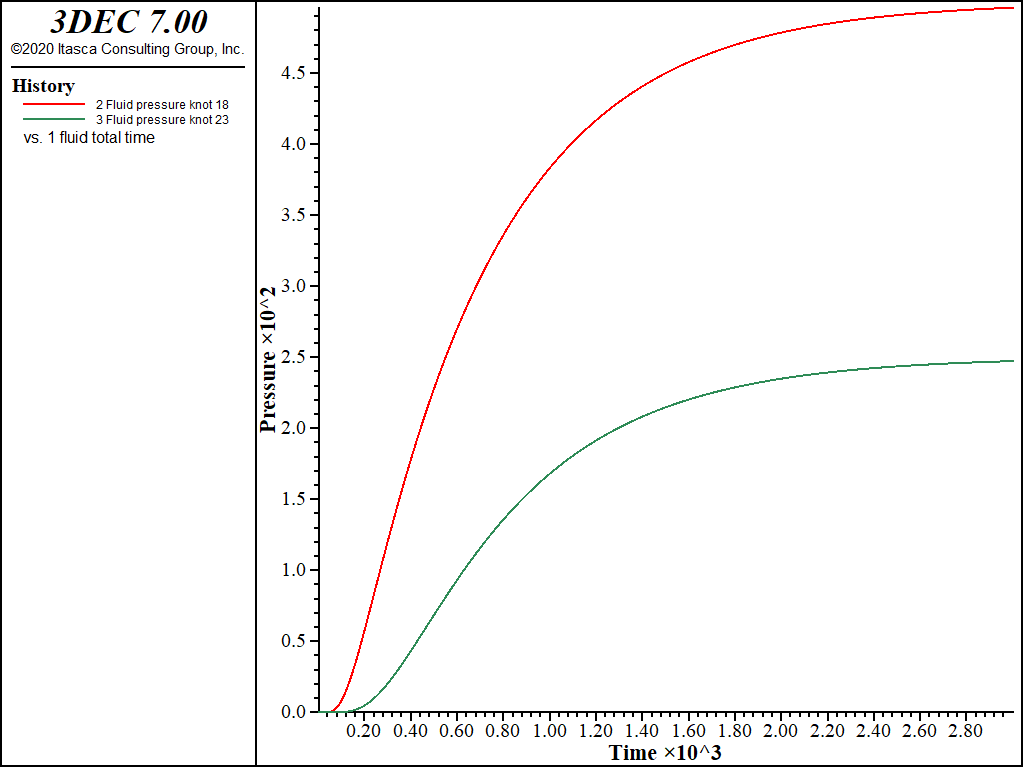 3DEC 7.00
©2020 Itasca Consulting Group, Inc.
History
2 Fluid pressure knot 18
3 Fluid pressure knot 23
vs. 1 fluid total time
Pressure ×10^2
4.5
4.0
3.5
3.0
2.5
2.0
1.5
1.0
0.5
0.0
0.20 0.40 0.60 0.80 1.00 1.20 1.40 1.60 1.80 2.00 2.20 2.40 2.60 2.80
Time ×10^3